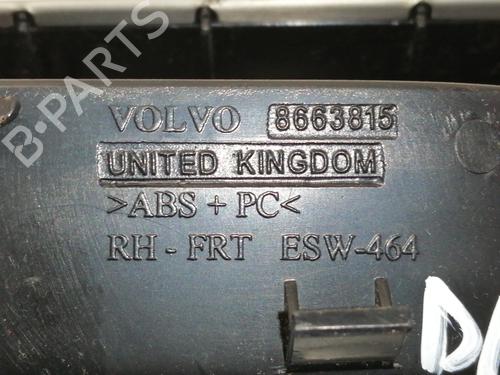 B-PARTS
VOLVO 8663815
UNITED KINGDOM
>ABS + PC<
RH - FRT ESW-464